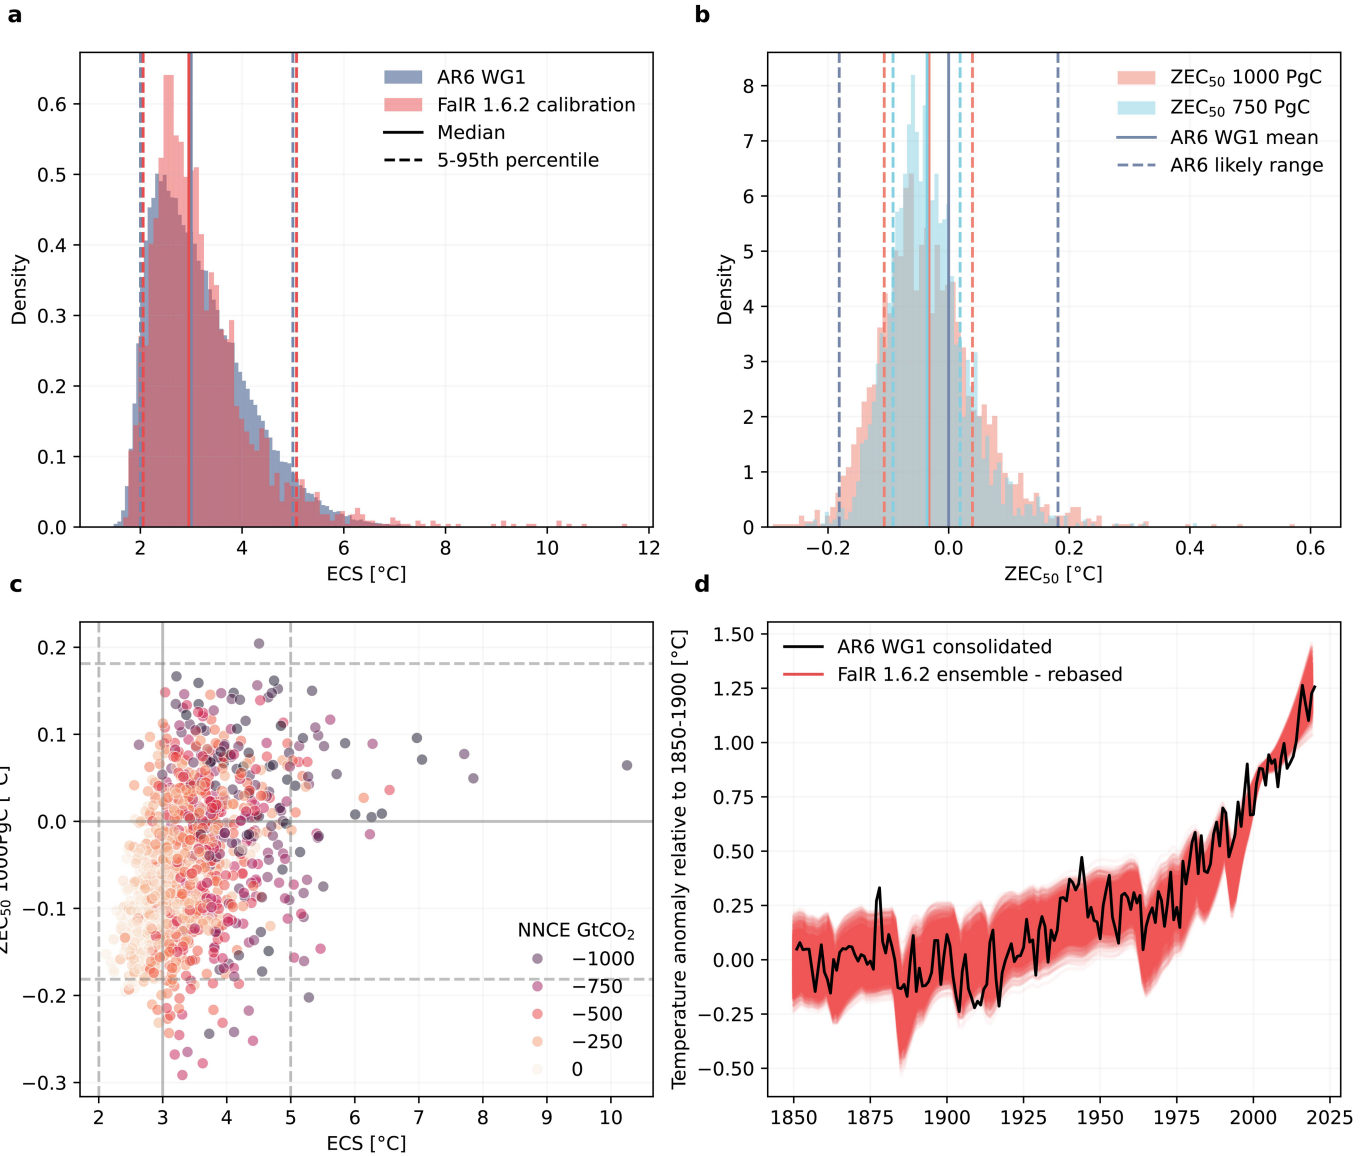 a
AR6 WG1
FaIR 1.6.2 calibration
Median
5-95th percentile
Density
0.0
0.1
0.2
0.3
0.4
0.5
0.6
2
4
6
8
10
12
ECS [°C]
b
ZEC₅₀ 1000 PgC
ZEC₅₀ 750 PgC
AR6 WG1 mean
AR6 likely range
Density
0
1
2
3
4
5
6
7
8
−0.2
0.0
0.2
0.4
0.6
ZEC₅₀ [°C]
c
ZEC₅₀ 1000PgC [°C]
0.2
0.1
0.0
−0.1
−0.2
−0.3
NNCE GtCO₂
−1000
−750
−500
−250
0
2
3
4
5
6
7
8
9
10
ECS [°C]
d
AR6 WG1 consolidated
FaIR 1.6.2 ensemble - rebased
Temperature anomaly relative to 1850-1900 [°C]
1.50
1.25
1.00
0.75
0.50
0.25
0.00
−0.25
−0.50
1850
1875
1900
1925
1950
1975
2000
2025